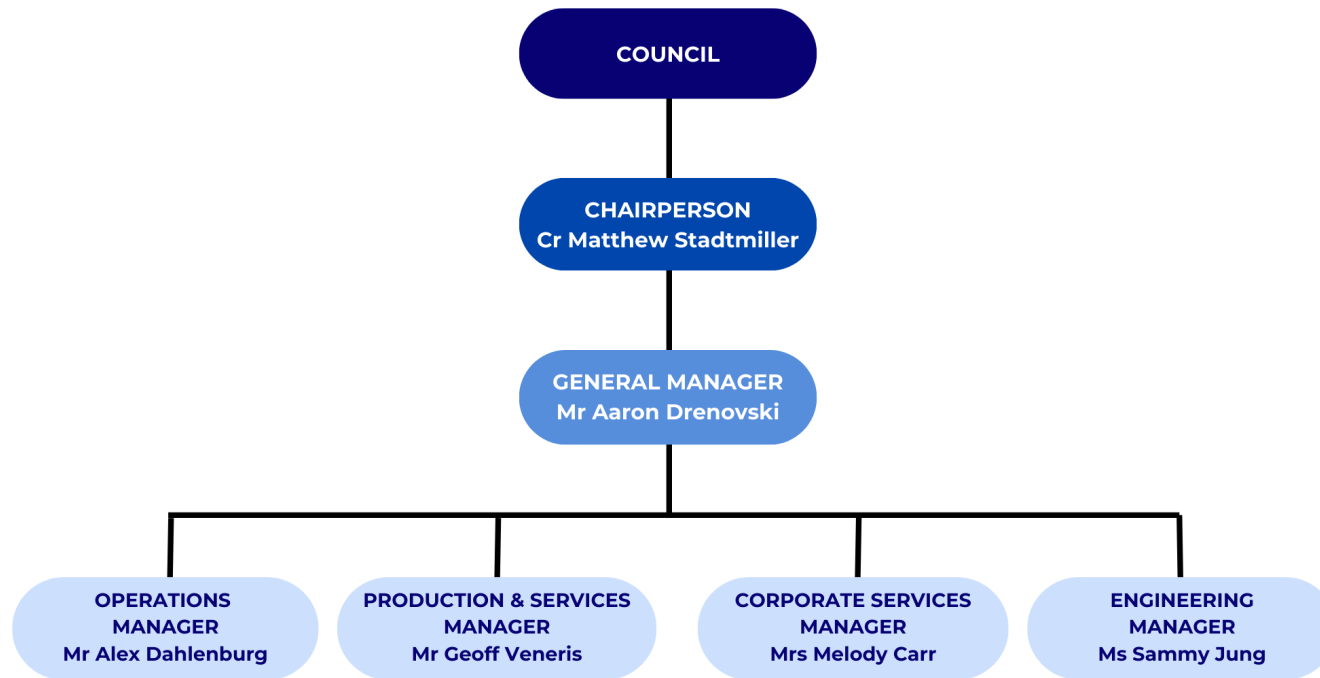 COUNCIL
CHAIRPERSON
Cr Matthew Stadtmiller
GENERAL MANAGER
Mr Aaron Drenovski
OPERATIONS
MANAGER
Mr Alex Dahlenburg
PRODUCTION & SERVICES
MANAGER
Mr Geoff Veneris
CORPORATE SERVICES
MANAGER
Mrs Melody Carr
ENGINEERING
MANAGER
Ms Sammy Jung